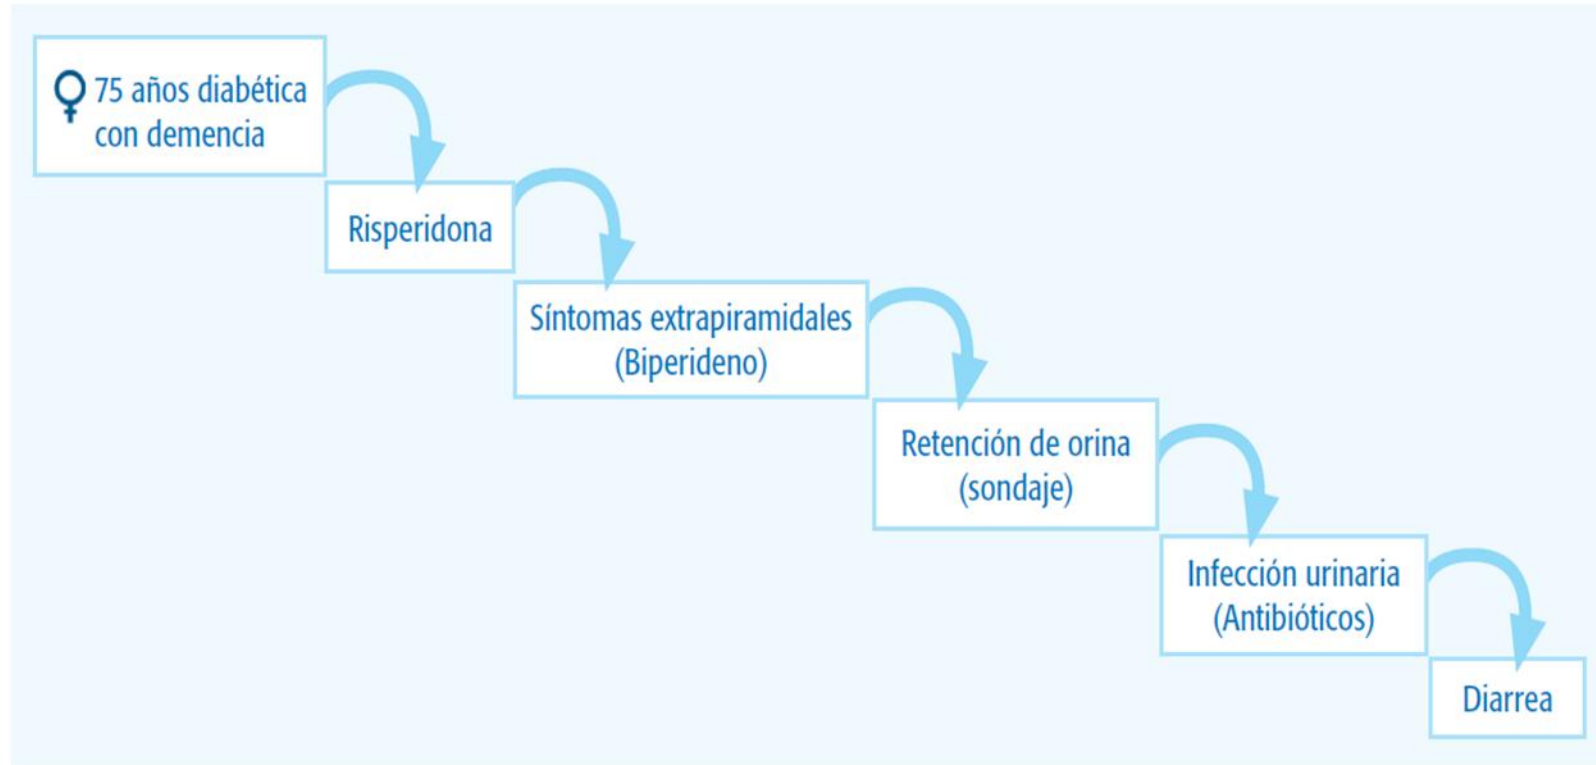 ♀ 75 años diabética
con demencia
Risperidona
Síntomas extrapiramidales
(Biperideno)
Retención de orina
(sondaje)
Infección urinaria
(Antibióticos)
Diarrea